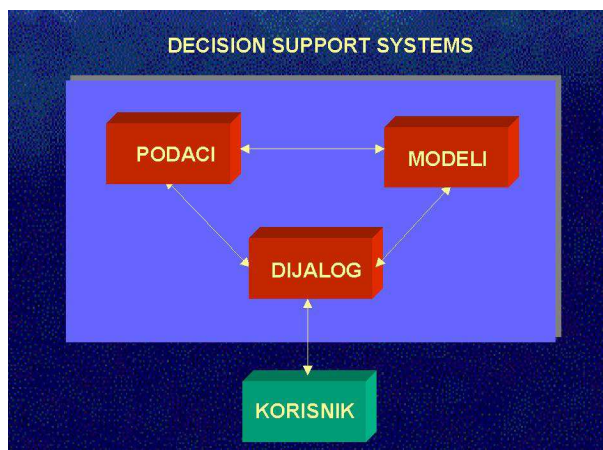 DECISION SUPPORT SYSTEMS
PODACI
MODELI
DIJALOG
KORISNIK